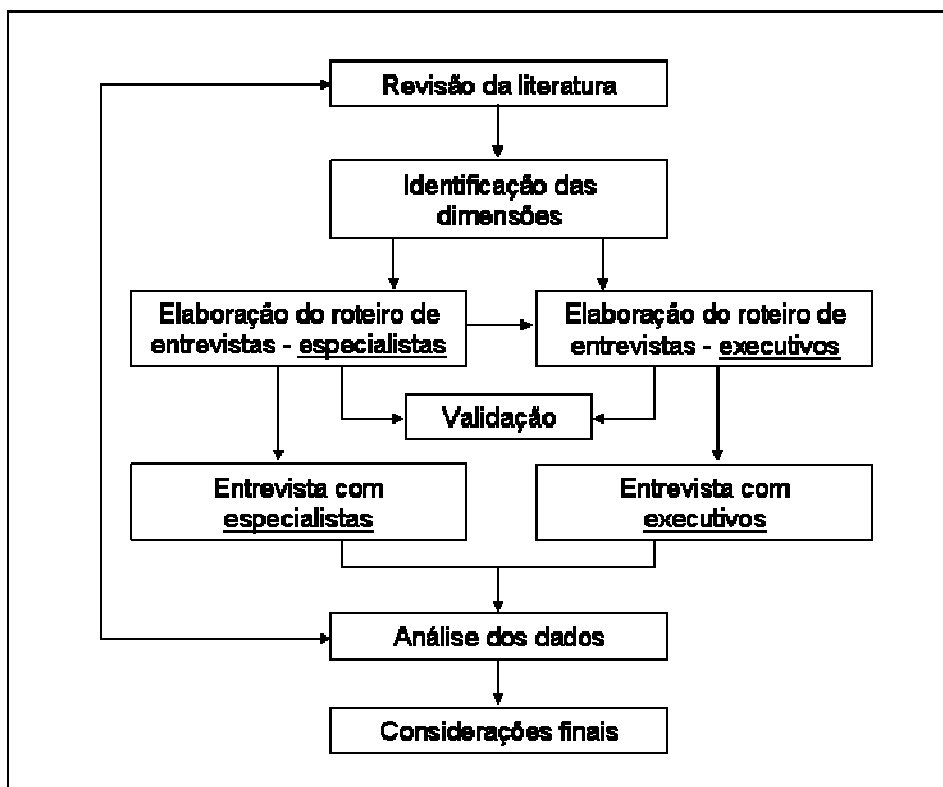 Revisão da literatura
Identificação das
dimensões
Elaboração do roteiro de
entrevistas - especialistas
Elaboração do roteiro de
entrevistas - executivos
Validação
Entrevista com
especialistas
Entrevista com
executivos
Análise dos dados
Considerações finais